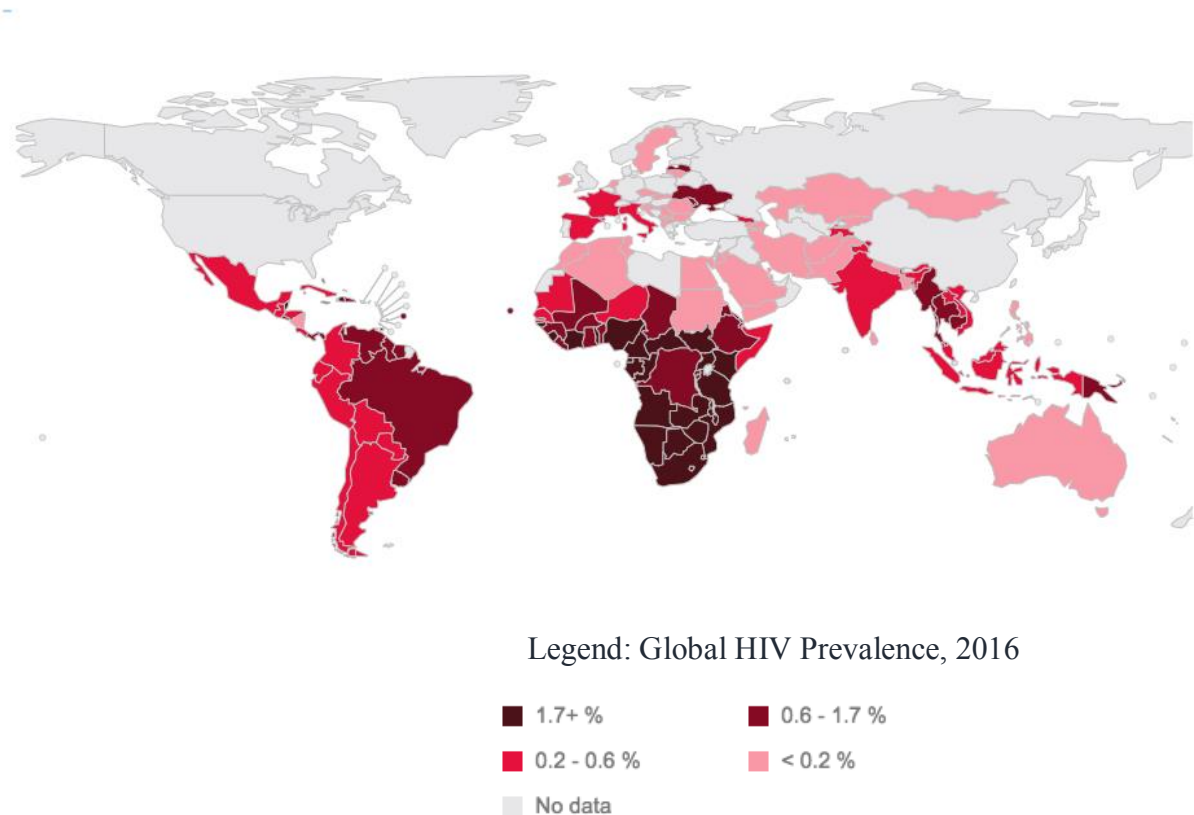 Legend: Global HIV Prevalence, 2016
1.7+ %
0.6 - 1.7 %
0.2 - 0.6 %
< 0.2 %
No data